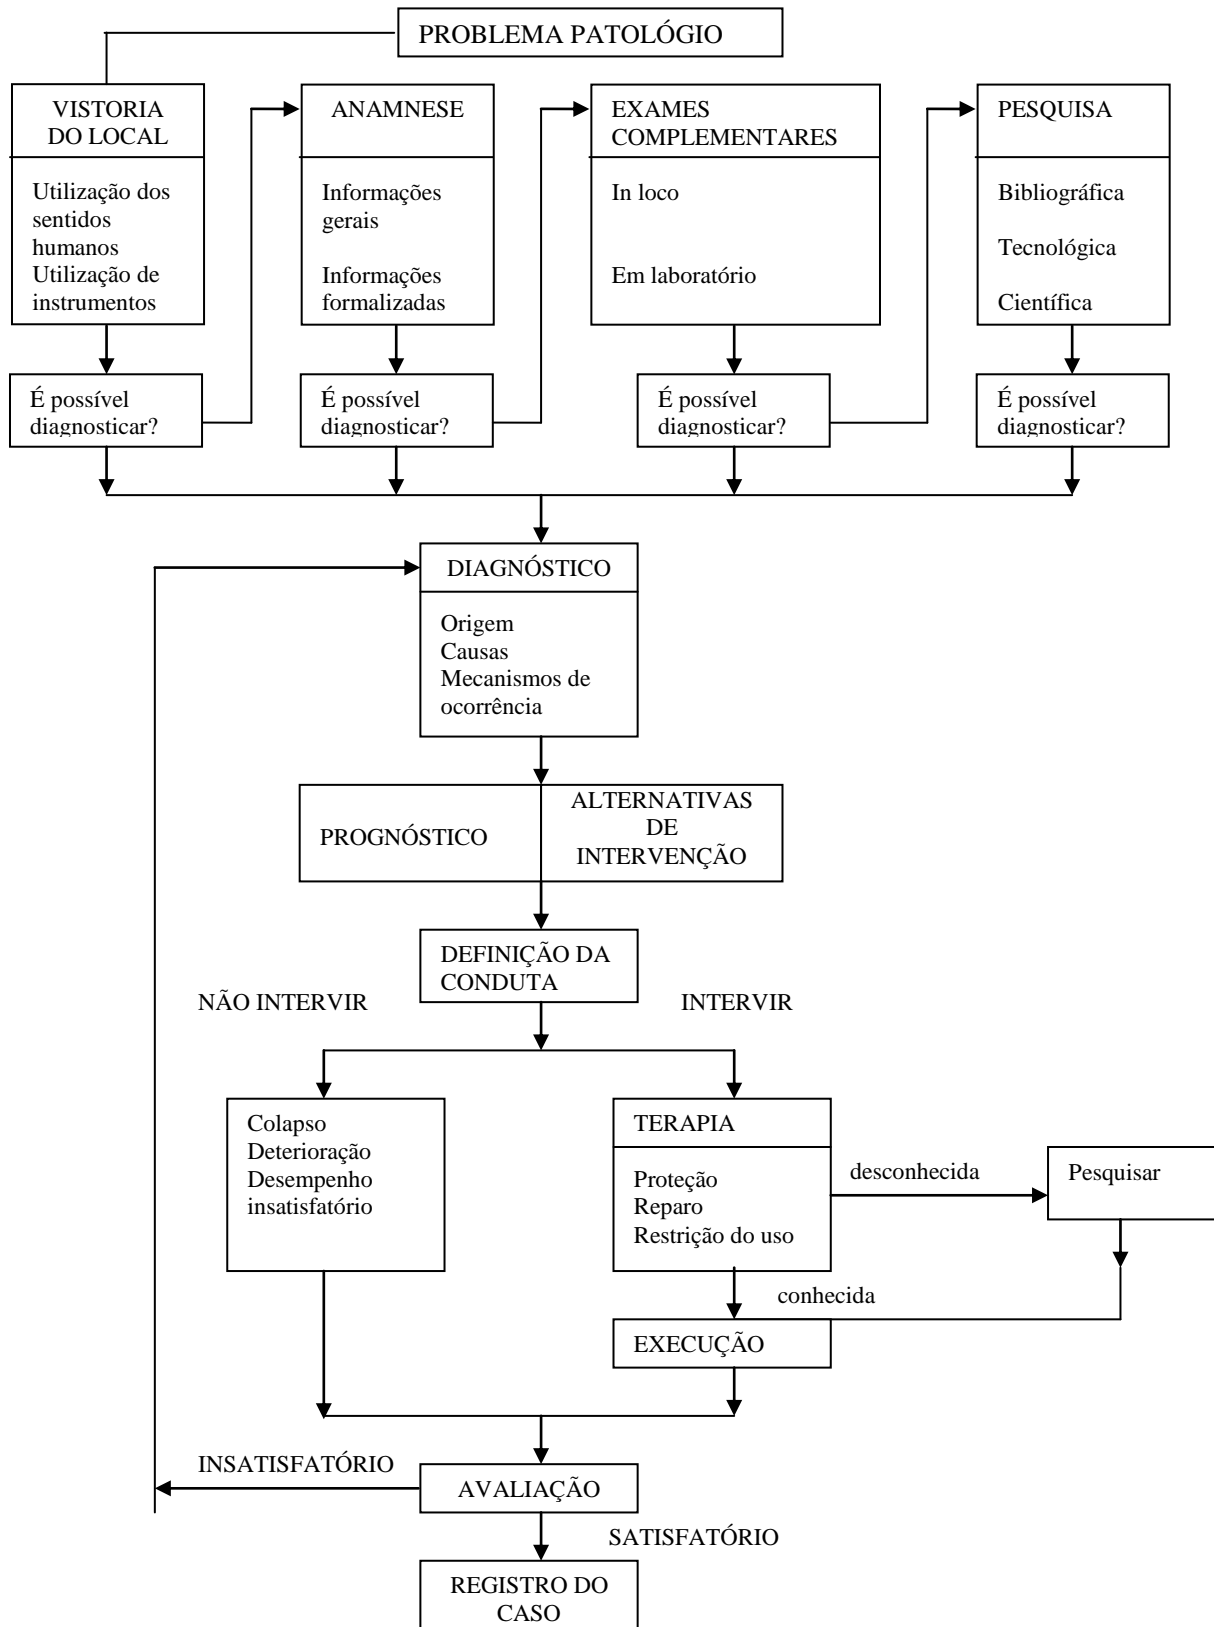 PROBLEMA PATOLÓGIO
VISTORIA
DO LOCAL
Utilização dos
sentidos
humanos
Utilização de
instrumentos
ANAMNESE
Informações
gerais
Informações
formalizadas
EXAMES
COMPLEMENTARES
In loco
Em laboratório
PESQUISA
Bibliográfica
Tecnológica
Científica
É possível
diagnosticar?
É possível
diagnosticar?
É possível
diagnosticar?
É possível
diagnosticar?
DIAGNÓSTICO
Origem
Causas
Mecanismos de
ocorrência
PROGNÓSTICO
ALTERNATIVAS
DE
INTERVENÇÃO
DEFINIÇÃO DA
CONDUTA
NÃO INTERVIR
INTERVIR
Colapso
Deterioração
Desempenho
insatisfatório
TERAPIA
Proteção
Reparo
Restrição do uso
desconhecida
Pesquisar
conhecida
EXECUÇÃO
INSATISFATÓRIO
AVALIAÇÃO
SATISFATÓRIO
REGISTRO DO
CASO